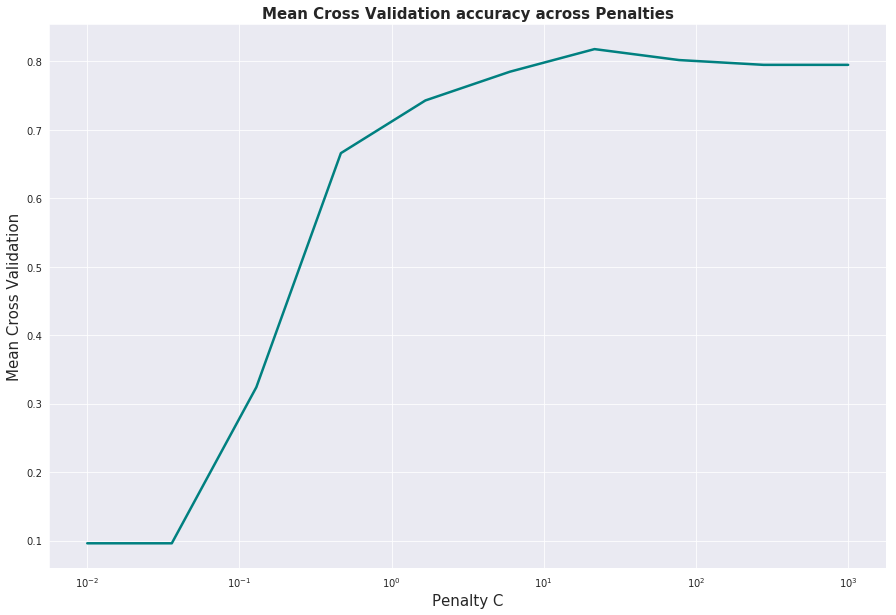 Mean Cross Validation accuracy across Penalties
Mean Cross Validation
0.8
0.7
0.6
0.5
0.4
0.3
0.2
0.1
10⁻² 10⁻¹ 10⁰ 10¹ 10² 10³
Penalty C